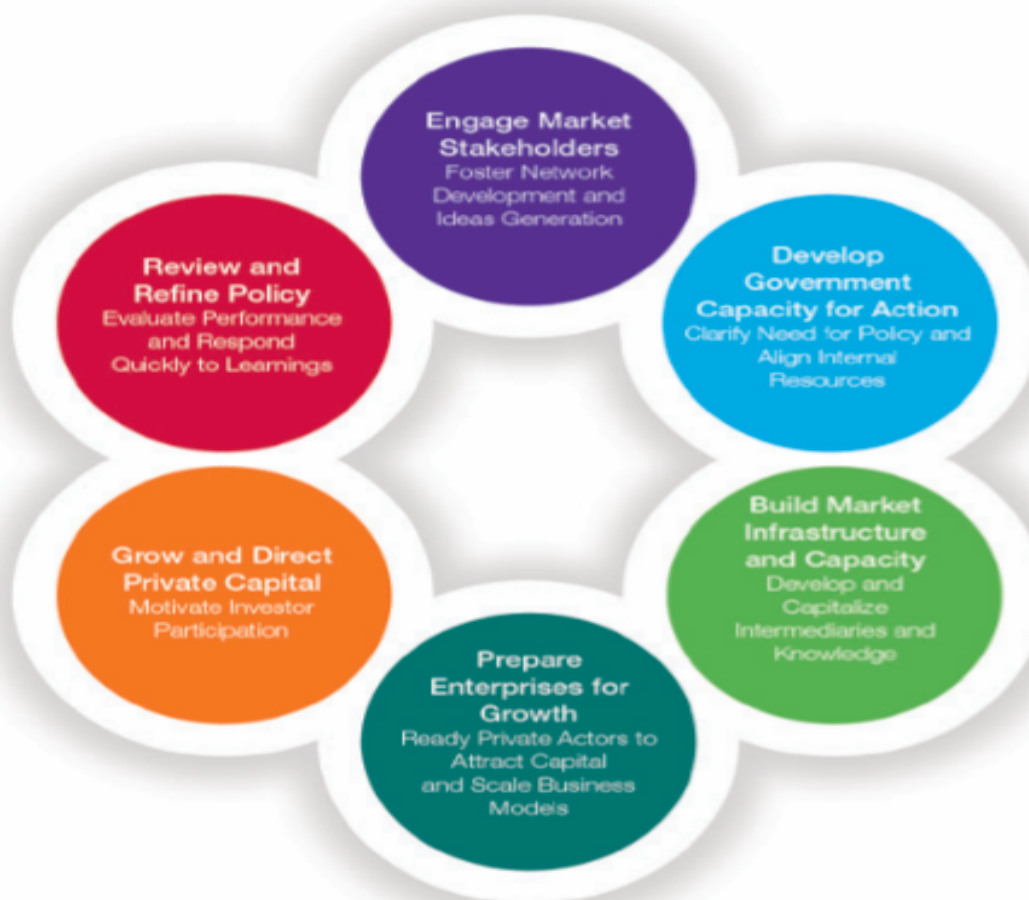 Engage Market
Stakeholders
Foster Network
Development and
Ideas Generation
Develop
Government
Capacity for Action
Clarify Need for Policy and
Align Internal
Resources
Build Market
Infrastructure
and Capacity
Develop and
Capitalize
Intermediaries and
Knowledge
Prepare
Enterprises for
Growth
Ready Private Actors to
Attract Capital
and Scale Business
Models
Grow and Direct
Private Capital
Motivate Investor
Participation
Review and
Refine Policy
Evaluate Performance
and Respond
Quickly to Learnings